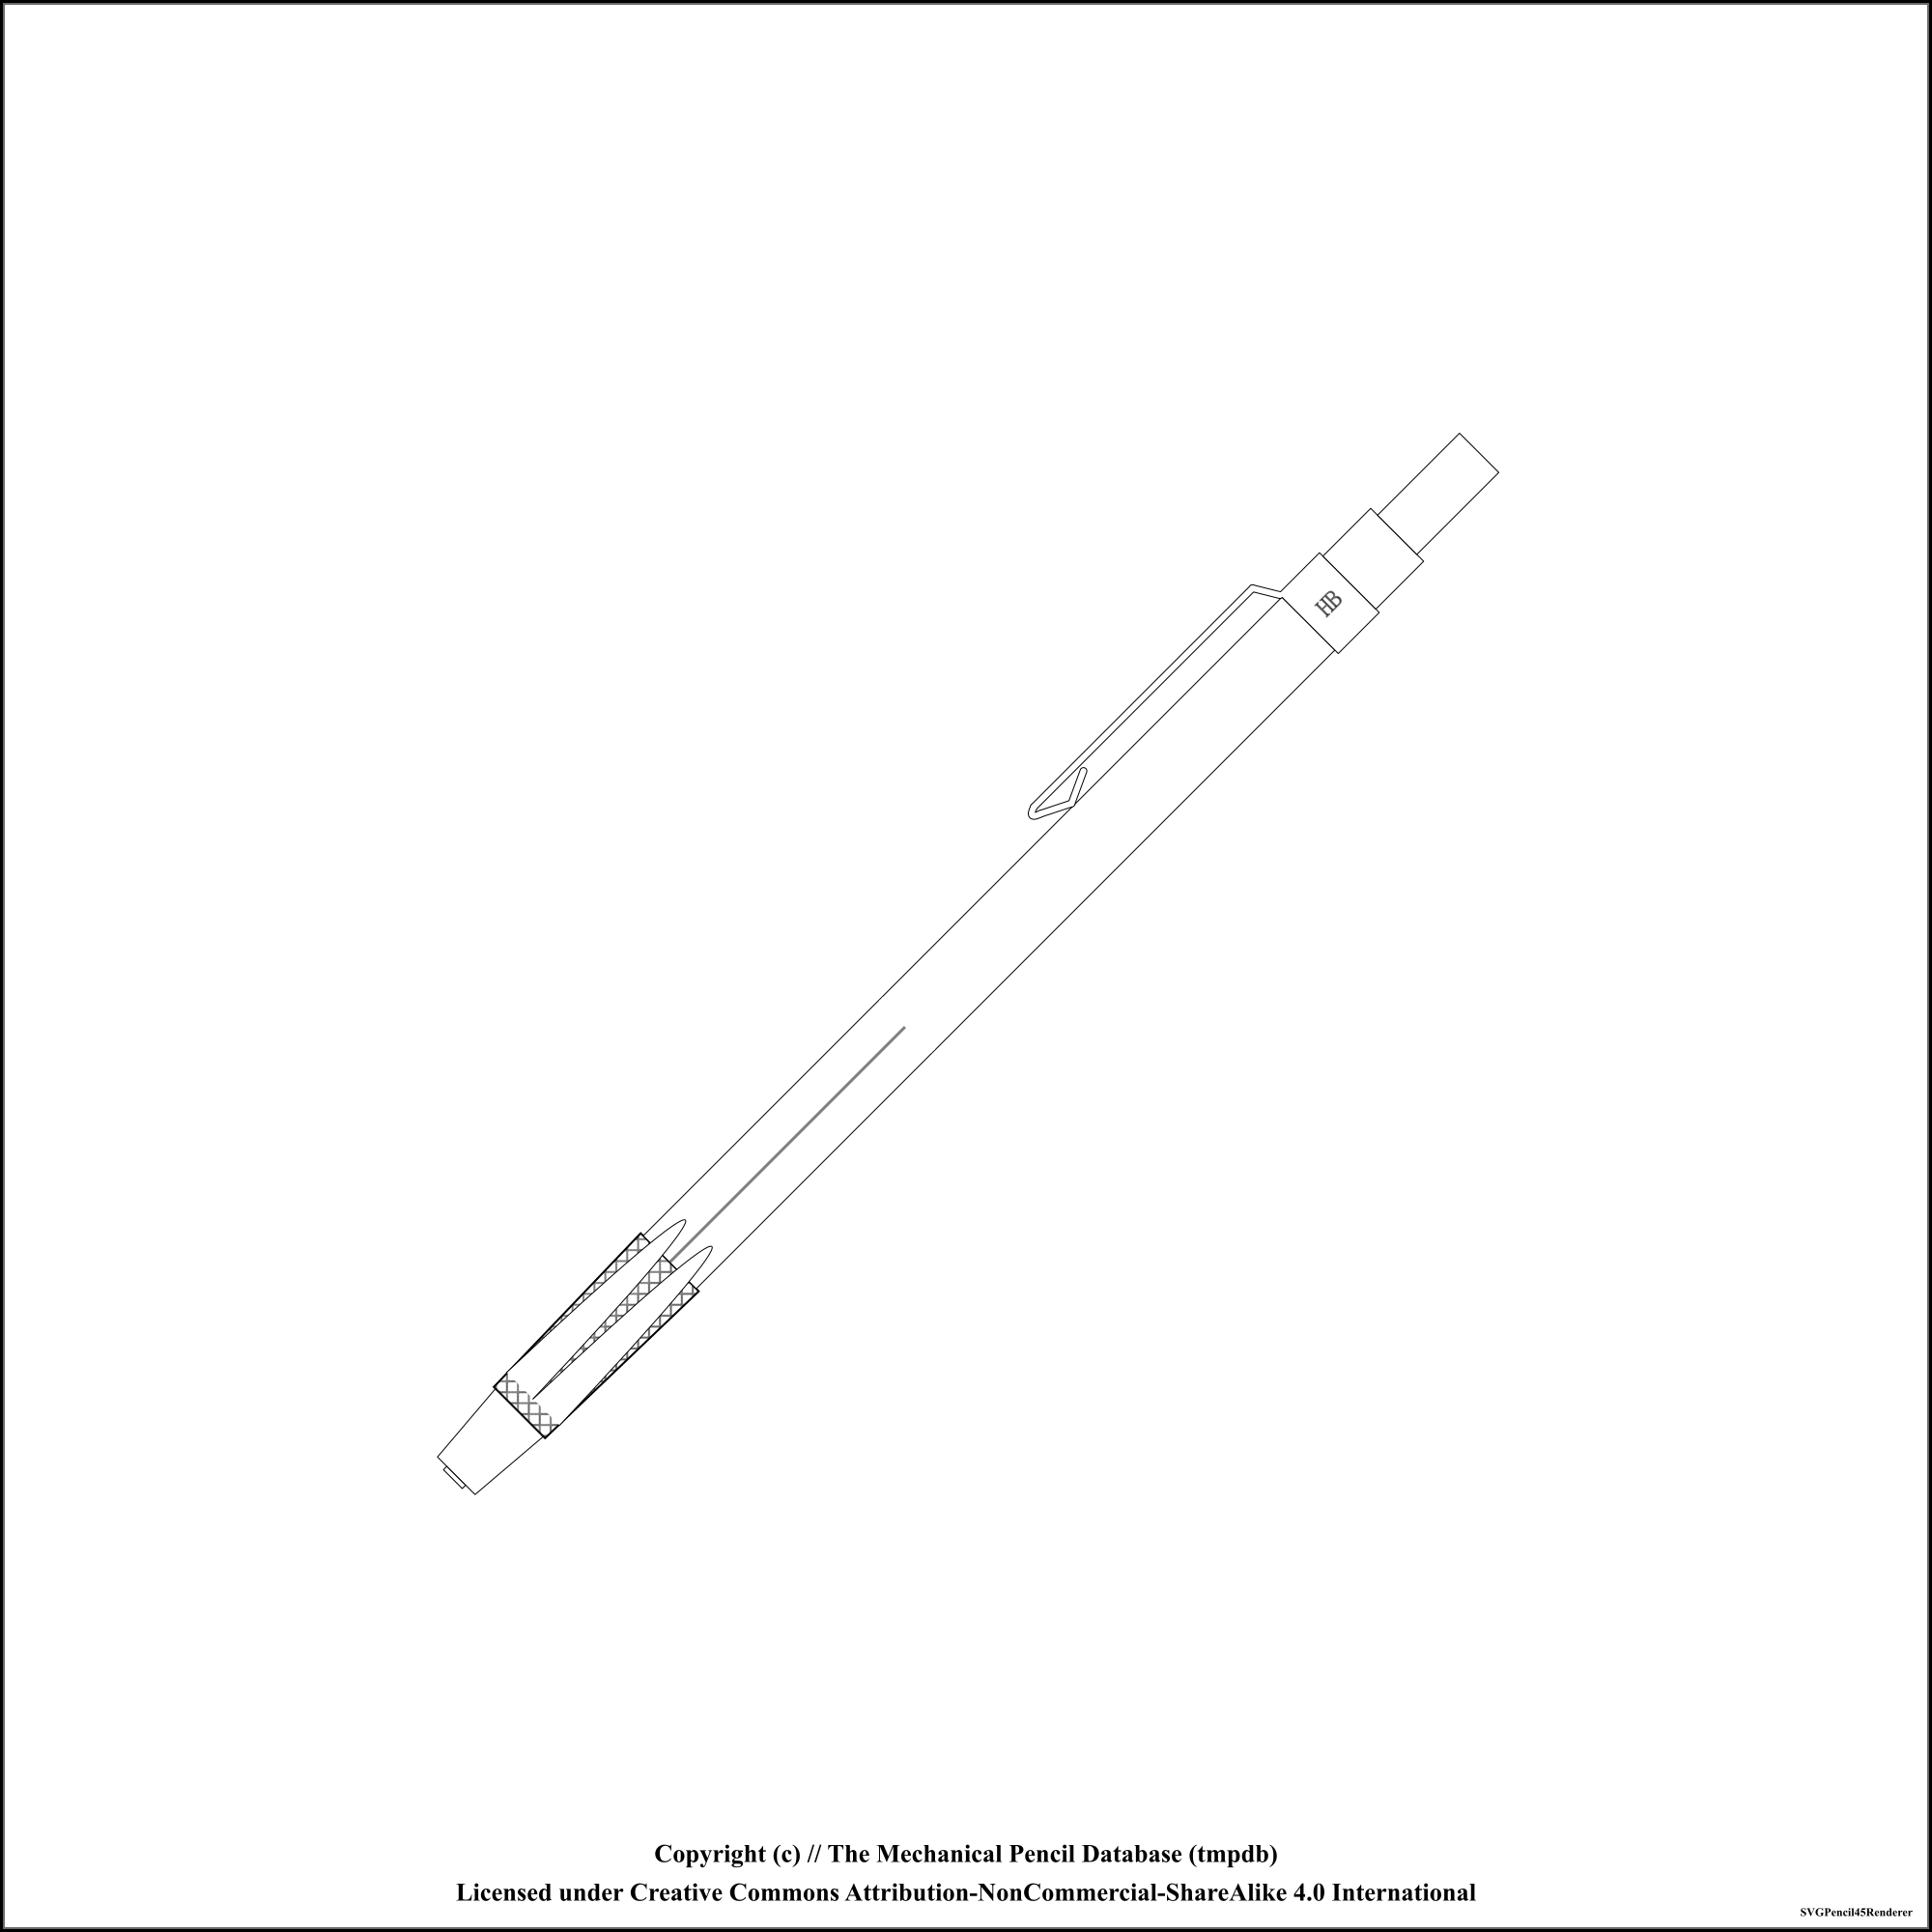 HB
Copyright (c) // The Mechanical Pencil Database (tmpdb)
Licensed under Creative Commons Attribution-NonCommercial-ShareAlike 4.0 International
SVGPencil45Renderer